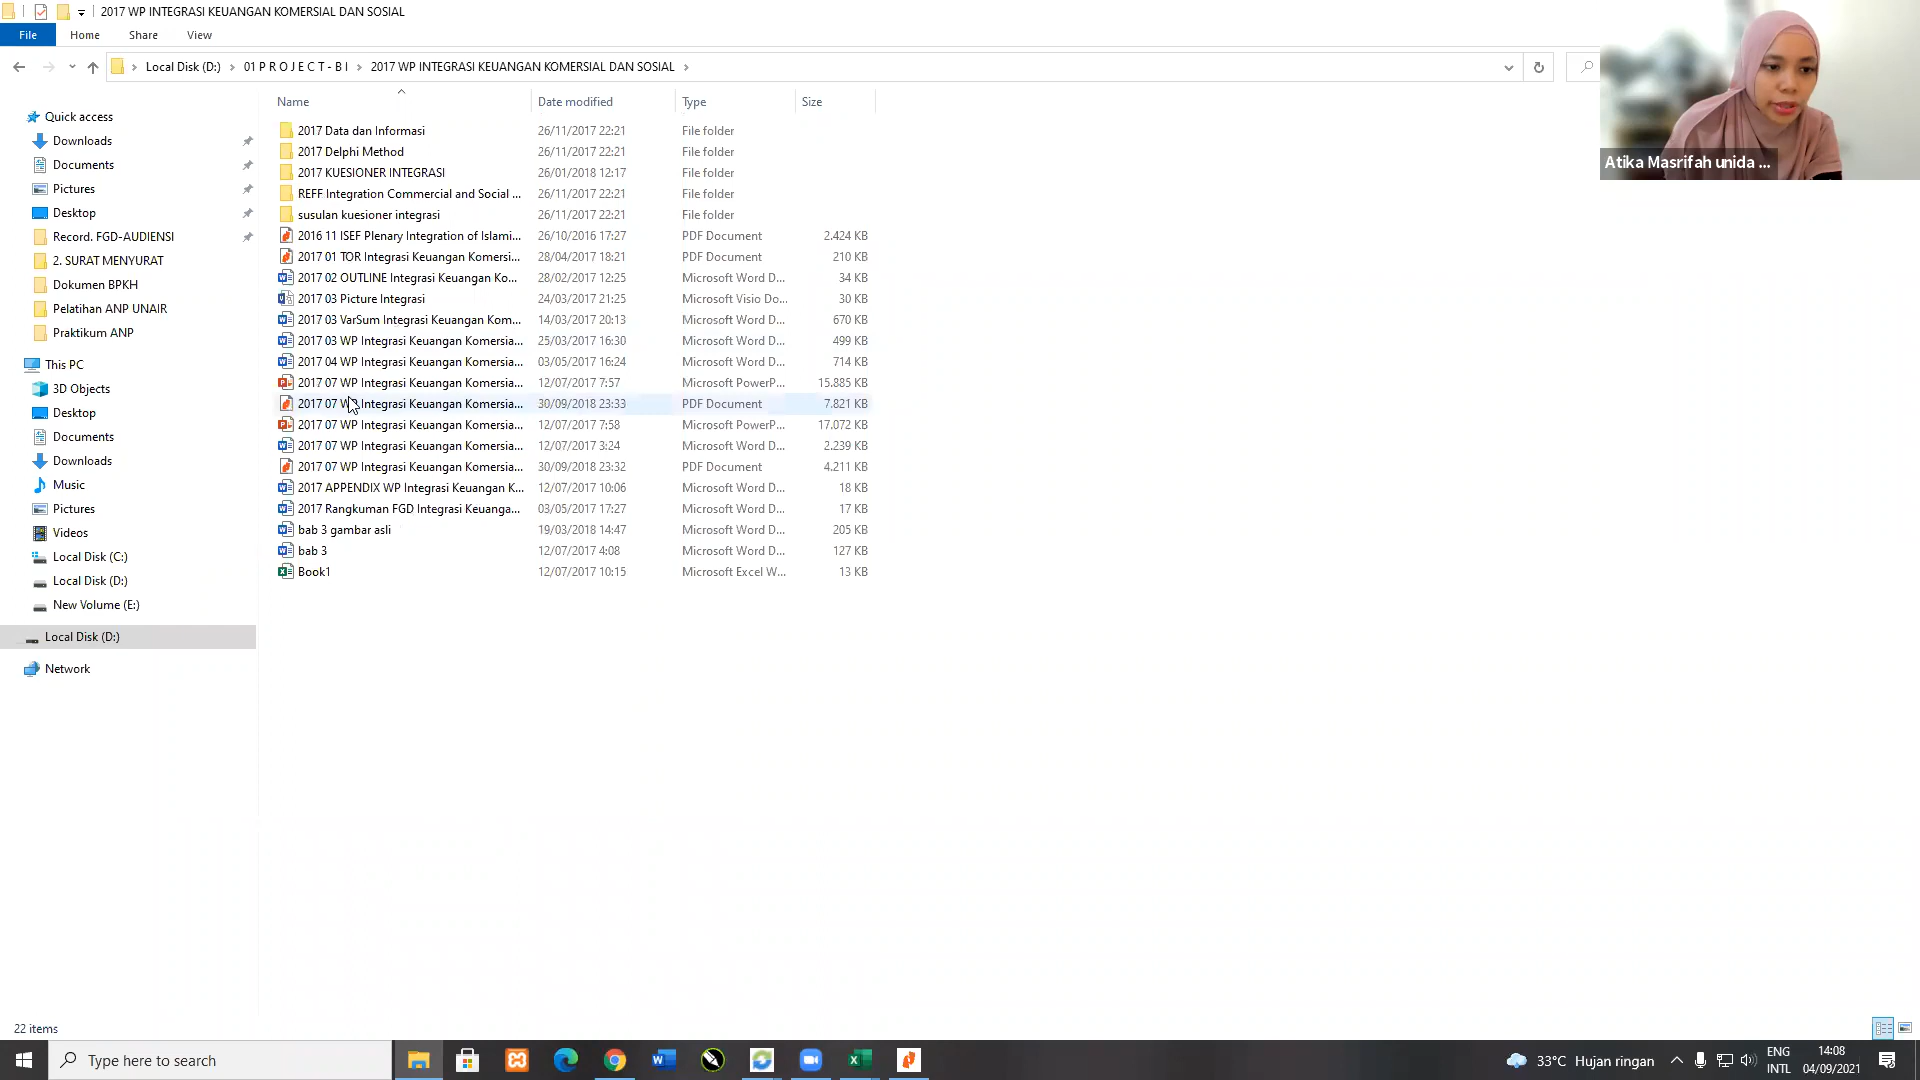 2017 WP INTEGRASI KEUANGAN KOMERSIAL DAN SOSIAL
File Home Share View
Local Disk (D:) 01 P R O J E C T - B I 2017 WP INTEGRASI KEUANGAN KOMERSIAL DAN SOSIAL
Atika Masrifah unida ...
Quick access
Downloads
Documents
Pictures
Desktop
Record. FGD-AUDIENSI
2. SURAT MENYURAT
Dokumen BPKH
Pelatihan ANP UNAIR
Praktikum ANP
This PC
3D Objects
Desktop
Documents
Downloads
Music
Pictures
Videos
Local Disk (C:)
Local Disk (D:)
New Volume (E:)
Local Disk (D:)
Network
Name Date modified Type Size
2017 Data dan Informasi 26/11/2017 22:21 File folder
2017 Delphi Method 26/11/2017 22:21 File folder
2017 KUESIONER INTEGRASI 26/01/2018 12:17 File folder
REFF Integration Commercial and Social ... 26/11/2017 22:21 File folder
susulan kuesioner integrasi 26/11/2017 22:21 File folder
2016 11 ISEF Plenary Integration of Islami... 26/10/2016 17:27 PDF Document 2.424 KB
2017 01 TOR Integrasi Keuangan Komersi... 28/04/2017 18:21 PDF Document 210 KB
2017 02 OUTLINE Integrasi Keuangan Ko... 28/02/2017 12:25 Microsoft Word D... 34 KB
2017 03 Picture Integrasi 24/03/2017 21:25 Microsoft Visio Do... 30 KB
2017 03 VarSum Integrasi Keuangan Kom... 14/03/2017 20:13 Microsoft Word D... 670 KB
2017 03 WP Integrasi Keuangan Komersia... 25/03/2017 16:30 Microsoft Word D... 499 KB
2017 04 WP Integrasi Keuangan Komersia... 03/05/2017 16:24 Microsoft Word D... 714 KB
2017 07 WP Integrasi Keuangan Komersia... 12/07/2017 7:57 Microsoft PowerP... 15.885 KB
2017 07 WP Integrasi Keuangan Komersia... 30/09/2018 23:33 PDF Document 7.821 KB
2017 07 WP Integrasi Keuangan Komersia... 12/07/2017 7:58 Microsoft PowerP... 17.072 KB
2017 07 WP Integrasi Keuangan Komersia... 12/07/2017 3:24 Microsoft Word D... 2.239 KB
2017 07 WP Integrasi Keuangan Komersia... 30/09/2018 23:32 PDF Document 4.211 KB
2017 APPENDIX WP Integrasi Keuangan K... 12/07/2017 10:06 Microsoft Word D... 18 KB
2017 Rangkuman FGD Integrasi Keuanga... 03/05/2017 17:27 Microsoft Word D... 17 KB
bab 3 gambar asli 19/03/2018 14:47 Microsoft Word D... 205 KB
bab 3 12/07/2017 4:08 Microsoft Word D... 127 KB
Book1 12/07/2017 10:15 Microsoft Excel W... 13 KB
22 items
Type here to search
33°C Hujan ringan
ENG
INTL
14:08
04/09/2021